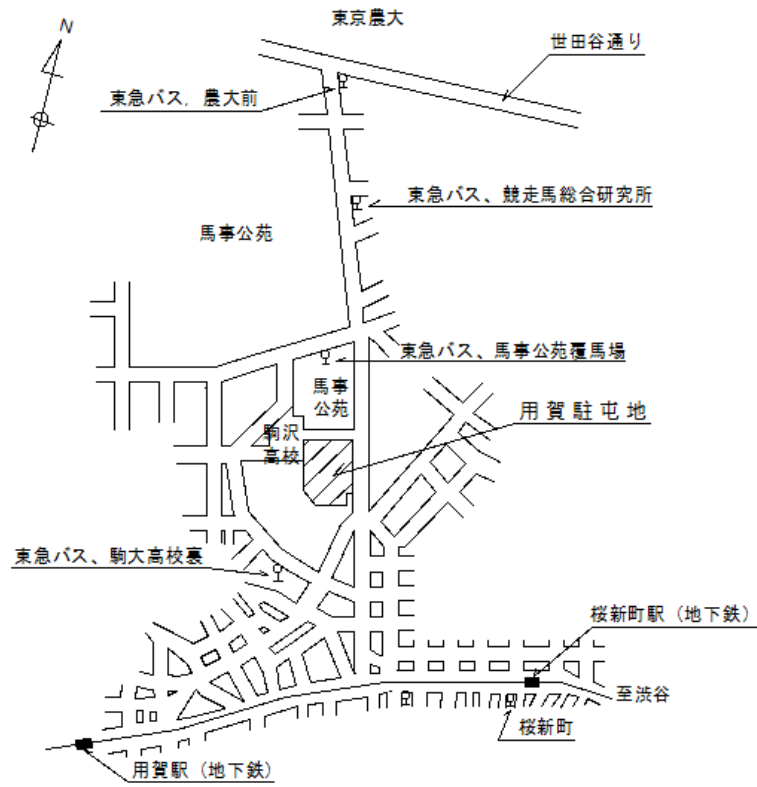 東京農大
N
世田谷通り
東急バス，農大前
東急バス、競走馬総合研究所
馬事公苑
東急バス、馬事公苑覆馬場
馬事
公苑
用賀駐屯地
駒沢
高校
東急バス、駒大高校裏
桜新町駅（地下鉄）
至渋谷
桜新町
用賀駅（地下鉄）